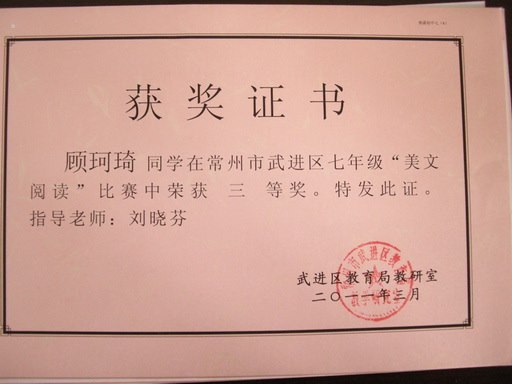 获奖证书
顾珂琦 同学在常州市武进区七年级“美文
阅读”比赛中荣获 三 等奖。特发此证。
指导老师：刘晓芬
武进区教育局教研室
二〇一一年三月